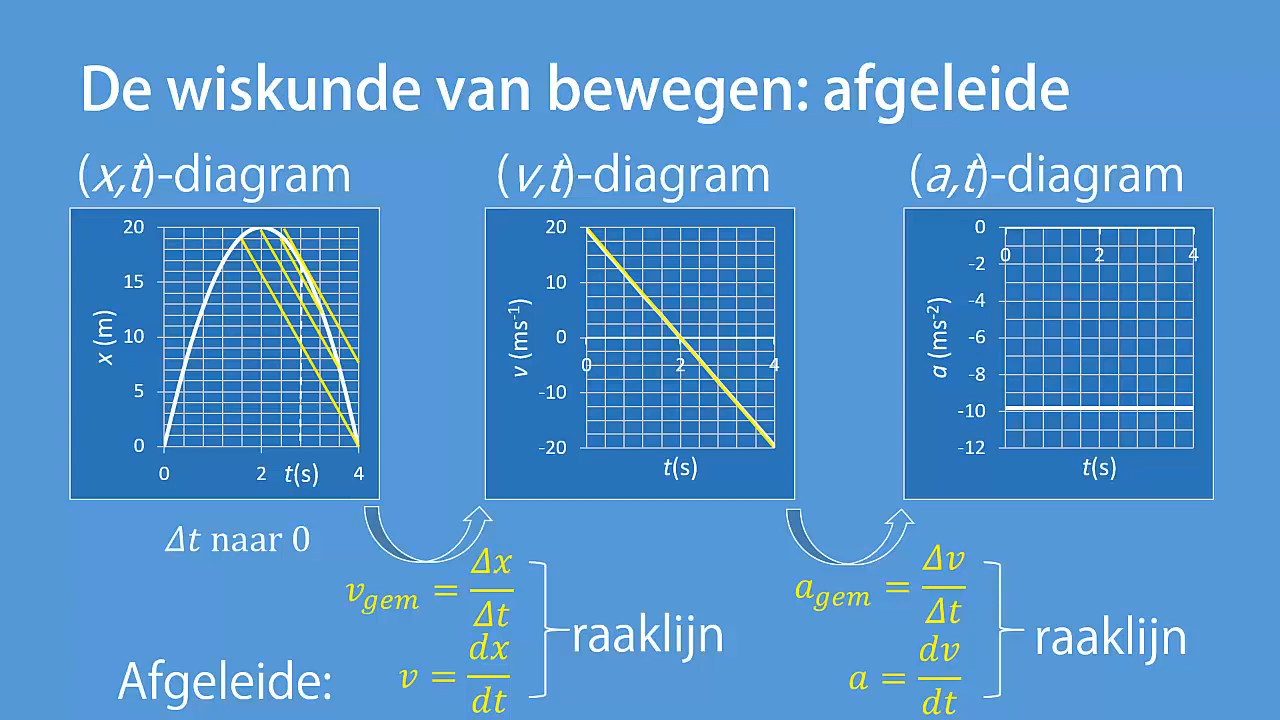 De wiskunde van bewegen: afgeleide
(x,t)-diagram
(v,t)-diagram
(a,t)-diagram
20
15
10
5
0
x (m)
0 2 t(s) 4
20
10
0
-10
-20
v (ms⁻¹)
0 2 4
t(s)
0
-2
-4
-6
-8
-10
-12
a (ms⁻²)
0 2 4
t(s)
Δt naar 0
v_gem = Δx/Δt
raaklijn
a_gem = Δv/Δt
raaklijn
Afgeleide:
v = dx/dt
a = dv/dt